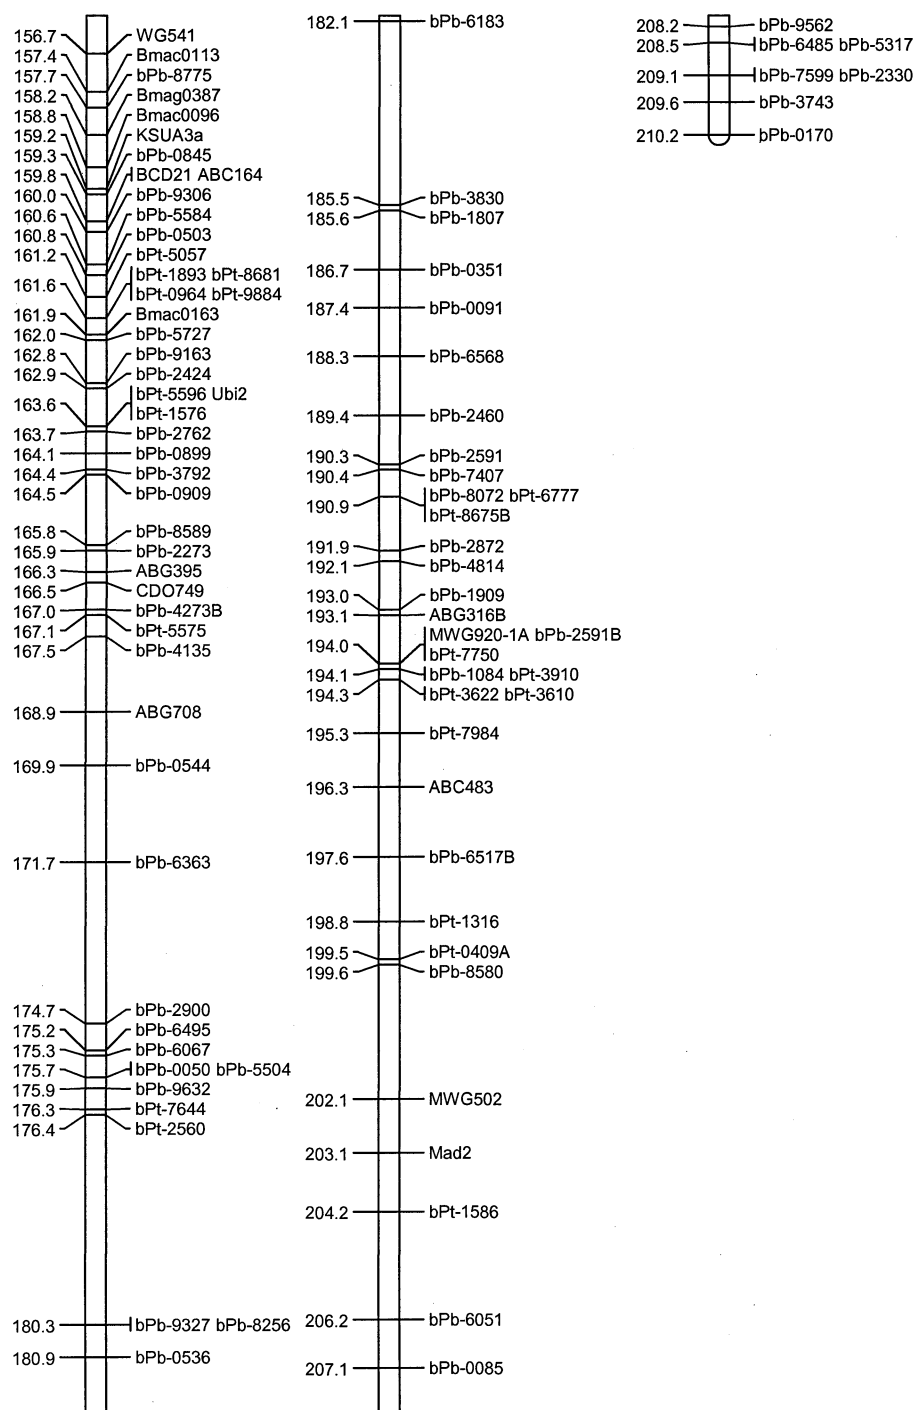 156.7 WG541
157.4 Bmac0113
157.7 bPb-8775
158.2 Bmag0387
158.8 Bmac0096
159.2 KSUA3a
159.3 bPb-0845
159.8 BCD21 ABC164
160.0 bPb-9306
160.6 bPb-5584
160.8 bPb-0503
161.2 bPt-5057
161.6 bPt-1893 bPt-8681
bPt-0964 bPt-9884
161.9 Bmac0163
162.0 bPb-5727
162.8 bPb-9163
162.9 bPb-2424
163.6 bPt-5596 Ubi2
bPt-1576
163.7 bPb-2762
164.1 bPb-0899
164.4 bPb-3792
164.5 bPb-0909
165.8 bPb-8589
165.9 bPb-2273
166.3 ABG395
166.5 CDO749
167.0 bPb-4273B
167.1 bPt-5575
167.5 bPb-4135
168.9 ABG708
169.9 bPb-0544
171.7 bPb-6363
174.7 bPb-2900
175.2 bPb-6495
175.3 bPb-6067
175.7 bPb-0050 bPb-5504
175.9 bPb-9632
176.3 bPt-7644
176.4 bPt-2560
180.3 bPb-9327 bPb-8256
180.9 bPb-0536
182.1 bPb-6183
185.5 bPb-3830
185.6 bPb-1807
186.7 bPb-0351
187.4 bPb-0091
188.3 bPb-6568
189.4 bPb-2460
190.3 bPb-2591
190.4 bPb-7407
190.9 bPb-8072 bPt-6777
bPt-8675B
191.9 bPb-2872
192.1 bPb-4814
193.0 bPb-1909
193.1 ABG316B
194.0 MWG920-1A bPb-2591B
bPt-7750
194.1 bPb-1084 bPt-3910
194.3 bPt-3622 bPt-3610
195.3 bPt-7984
196.3 ABC483
197.6 bPb-6517B
198.8 bPt-1316
199.5 bPt-0409A
199.6 bPb-8580
202.1 MWG502
203.1 Mad2
204.2 bPt-1586
206.2 bPb-6051
207.1 bPb-0085
208.2 bPb-9562
208.5 bPb-6485 bPb-5317
209.1 bPb-7599 bPb-2330
209.6 bPb-3743
210.2 bPb-0170